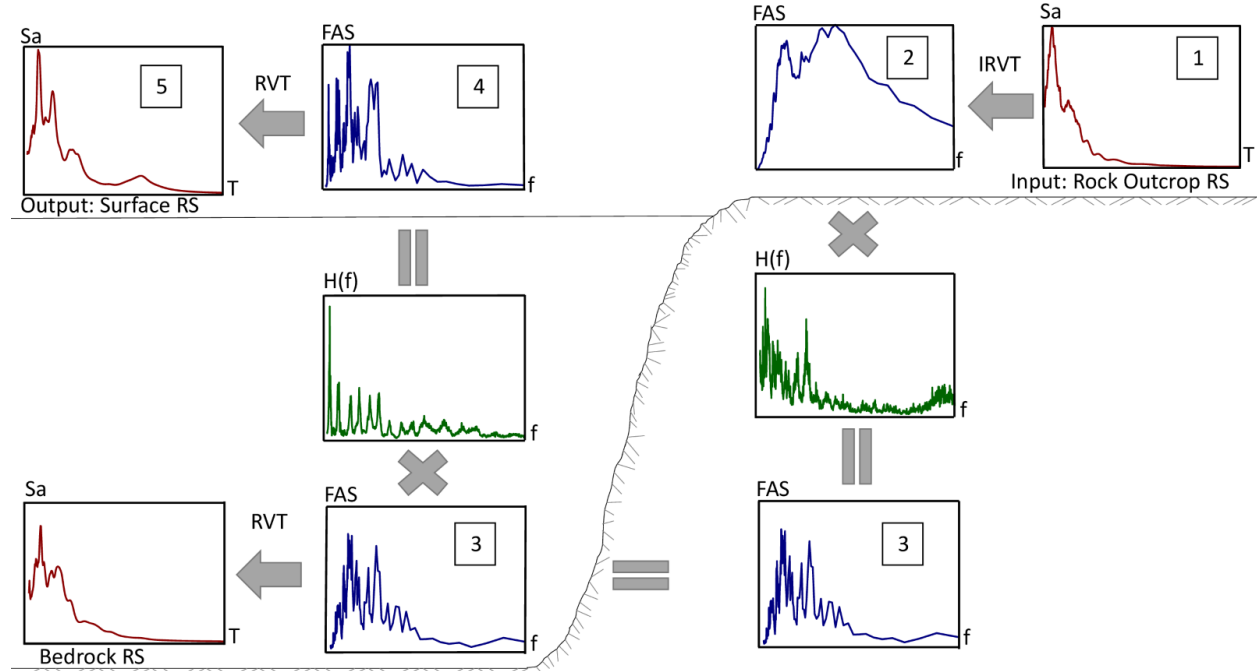 Sa
5
T
Output: Surface RS
RVT
FAS
4
f
FAS
2
f
IRVT
Sa
1
T
Input: Rock Outcrop RS
H(f)
f
H(f)
f
Sa
T
Bedrock RS
RVT
FAS
3
f
FAS
3
f